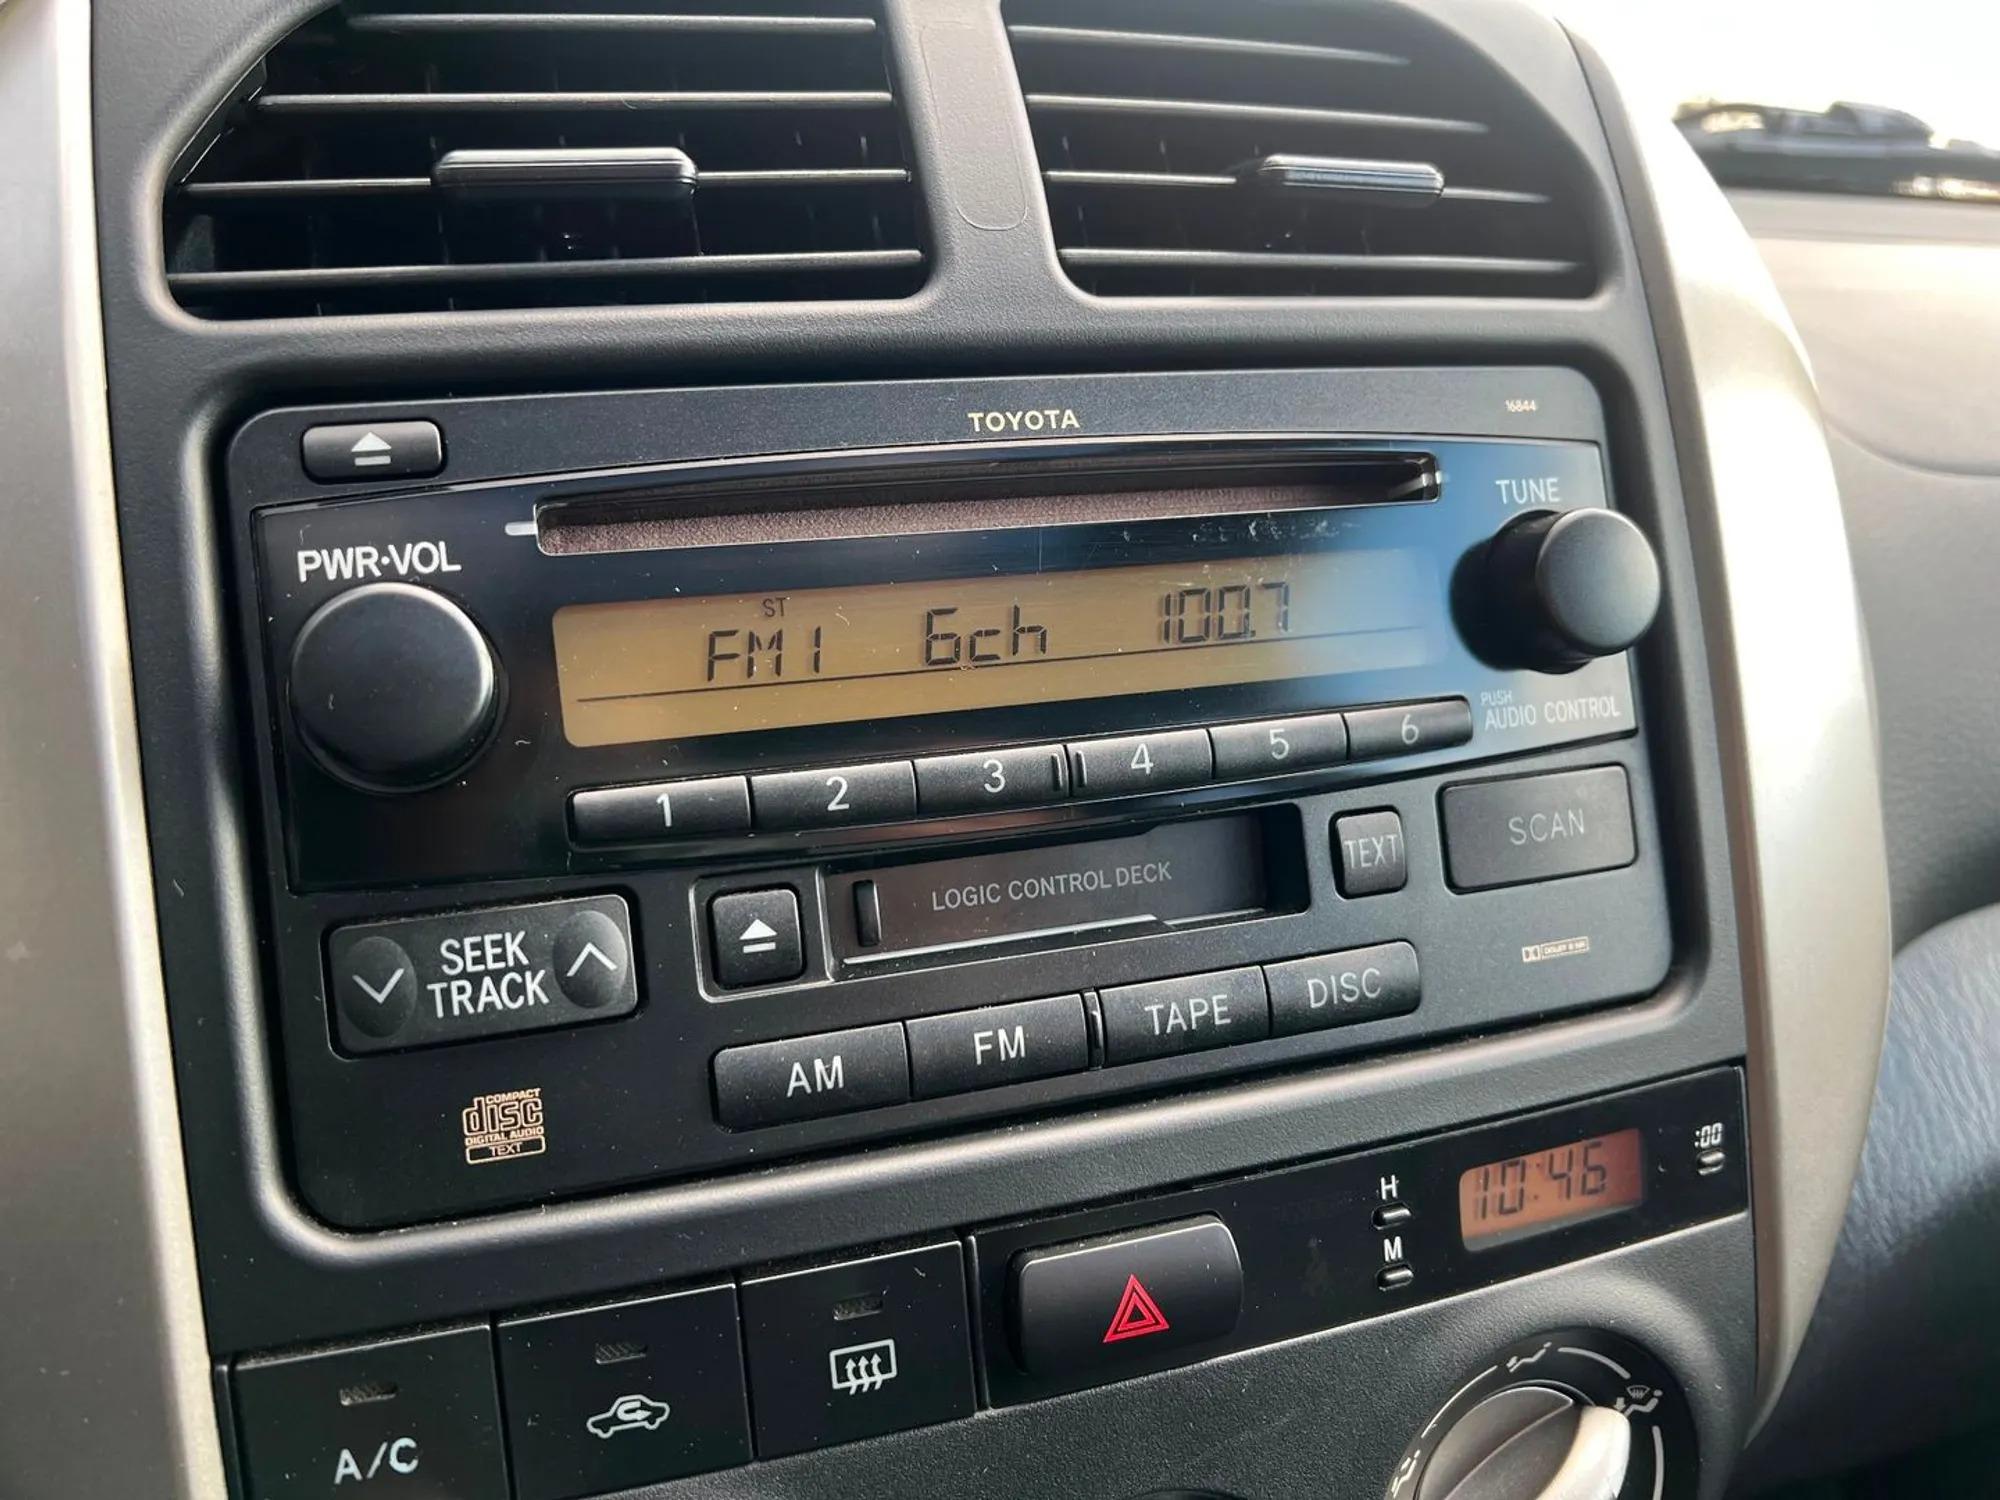 TOYOTA
16844
TUNE
PWR·VOL
ST
FM1 6ch 100.7
PUSH
AUDIO CONTROL
1 2 3 4 5 6
LOGIC CONTROL DECK
TEXT
SCAN
SEEK
TRACK
DOLBY B NR
AM FM TAPE DISC
COMPACT
disc
DIGITAL AUDIO
TEXT
:00
H
10:46
M
A/C